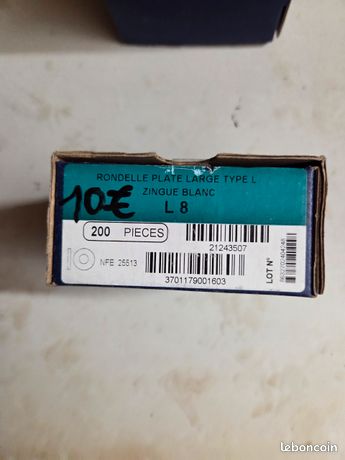 RONDELLE PLATE LARGE TYPE L
ZINGUE BLANC
10€
L 8
200 PIECES
21243507
NFE 25513
3701179001603
LOT N°
leboncoin